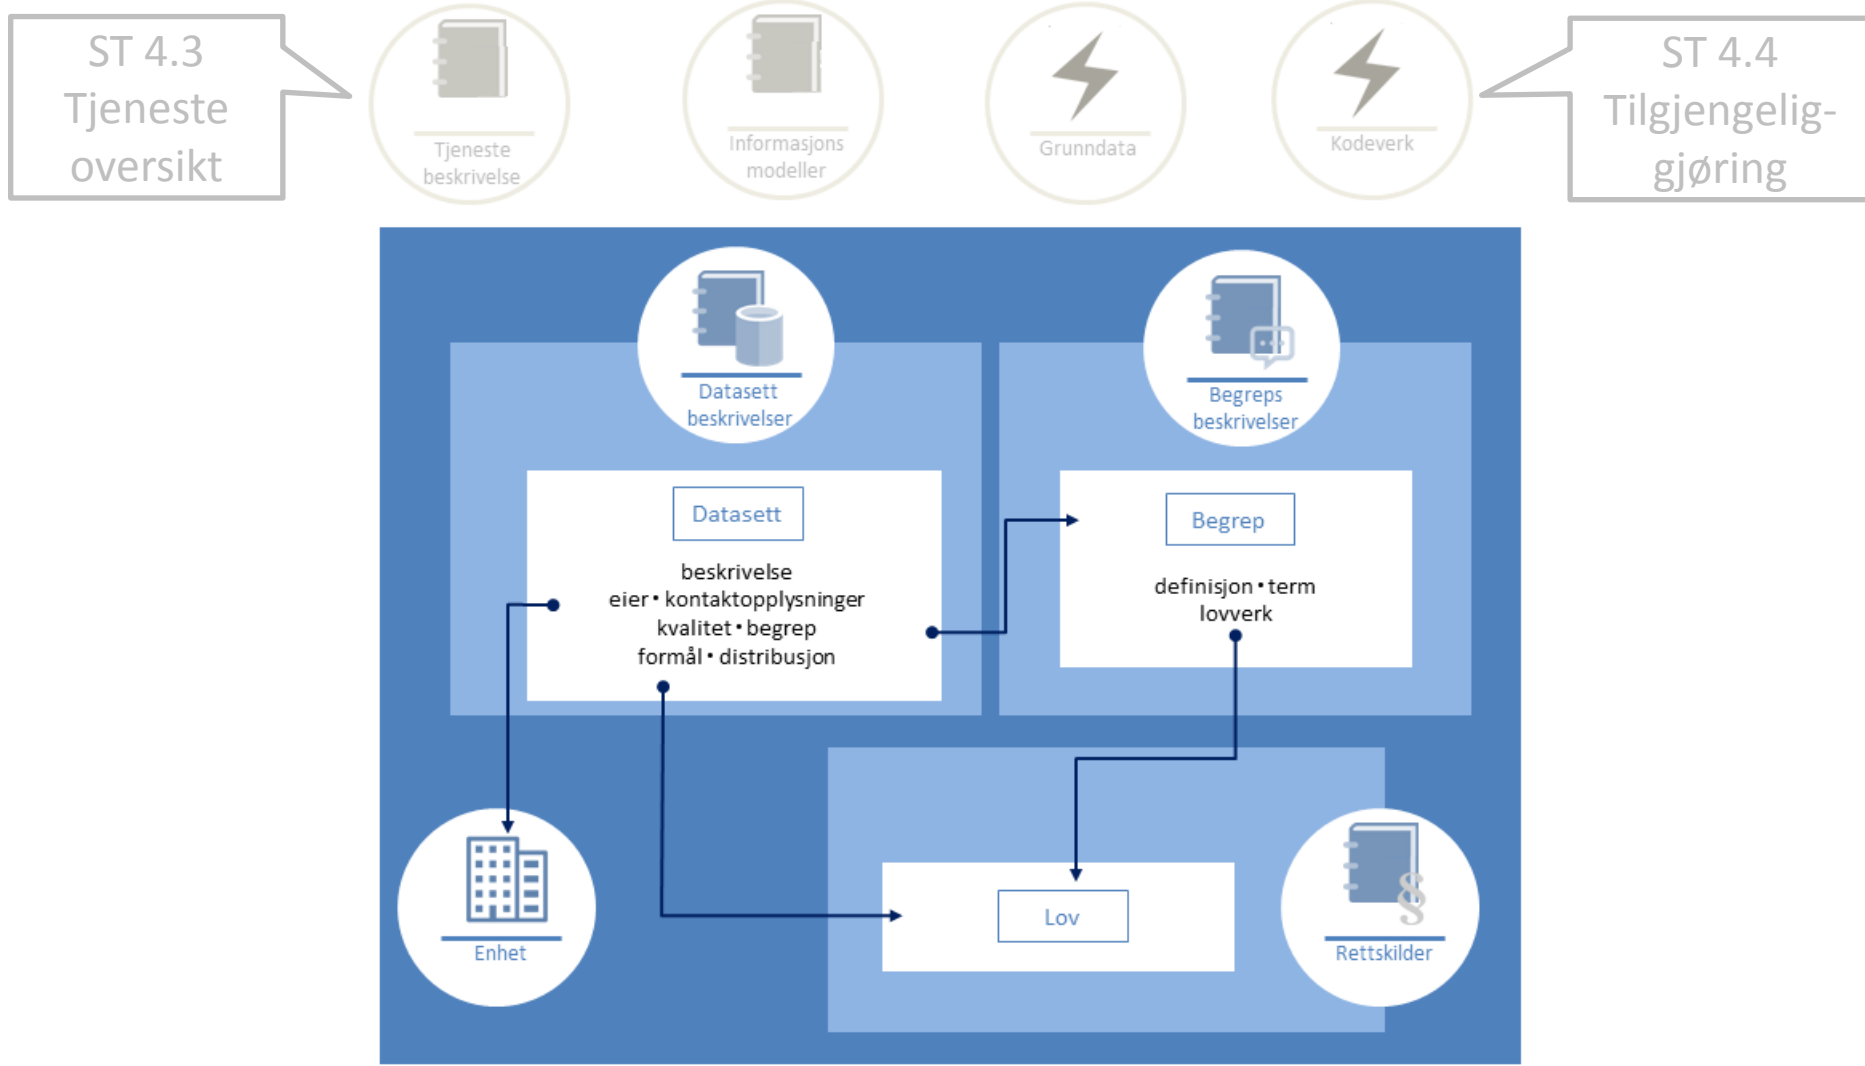 ST 4.3
Tjeneste
oversikt
Tjeneste
beskrivelse
Informasjons
modeller
Grunndata
Kodeverk
ST 4.4
Tilgjengelig-
gjøring
Datasett
beskrivelser
Begreps
beskrivelser
Datasett
beskrivelse
eier • kontaktopplysninger
kvalitet • begrep
formål • distribusjon
Begrep
definisjon • term
lovverk
Enhet
Lov
§
Rettskilder